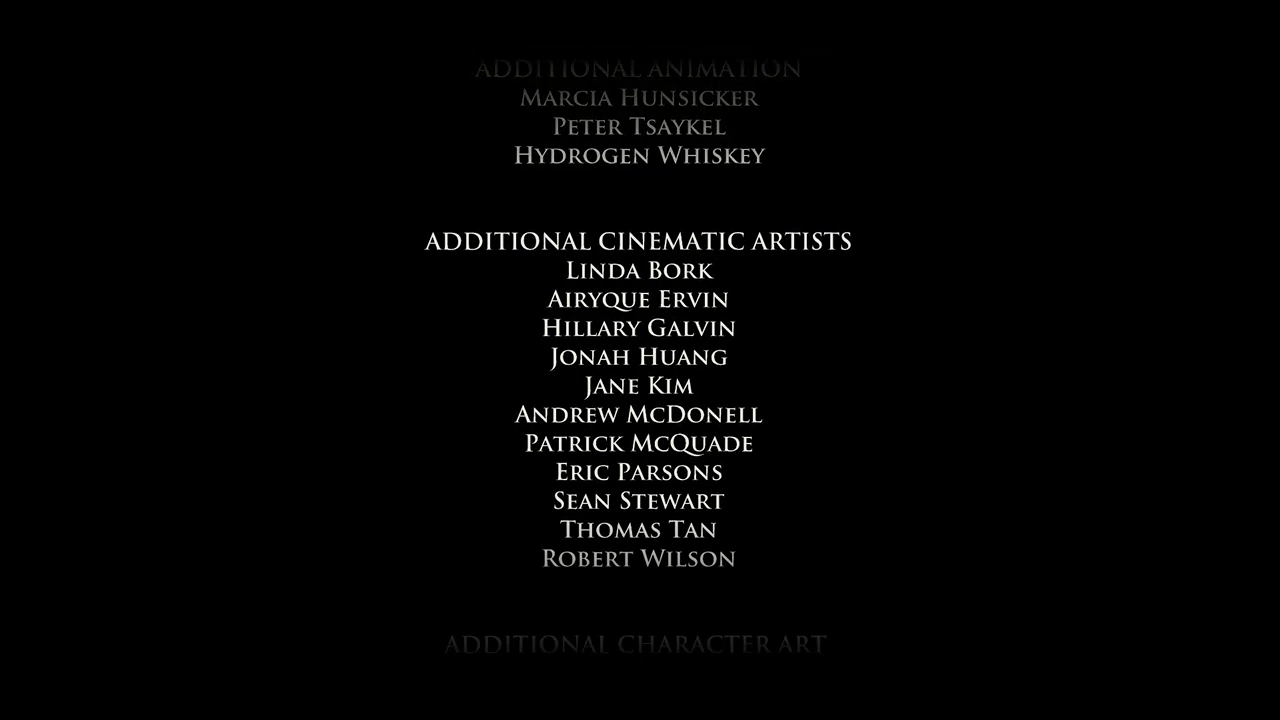 ADDITIONAL ANIMATION
MARCIA HUNSICKER
PETER TSAYKEL
HYDROGEN WHISKEY
ADDITIONAL CINEMATIC ARTISTS
LINDA BORK
AIRYQUE ERVIN
HILLARY GALVIN
JONAH HUANG
JANE KIM
ANDREW MCDONELL
PATRICK MCQUADE
ERIC PARSONS
SEAN STEWART
THOMAS TAN
ROBERT WILSON
ADDITIONAL CHARACTER ART